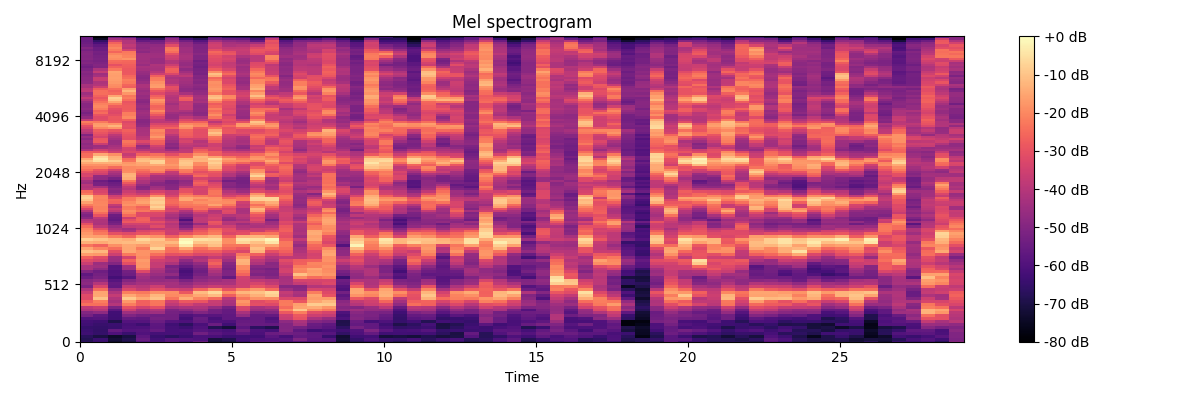 Mel spectrogram
Hz
8192
4096
2048
1024
512
0
0 5 10 15 20 25
Time
+0 dB
-10 dB
-20 dB
-30 dB
-40 dB
-50 dB
-60 dB
-70 dB
-80 dB